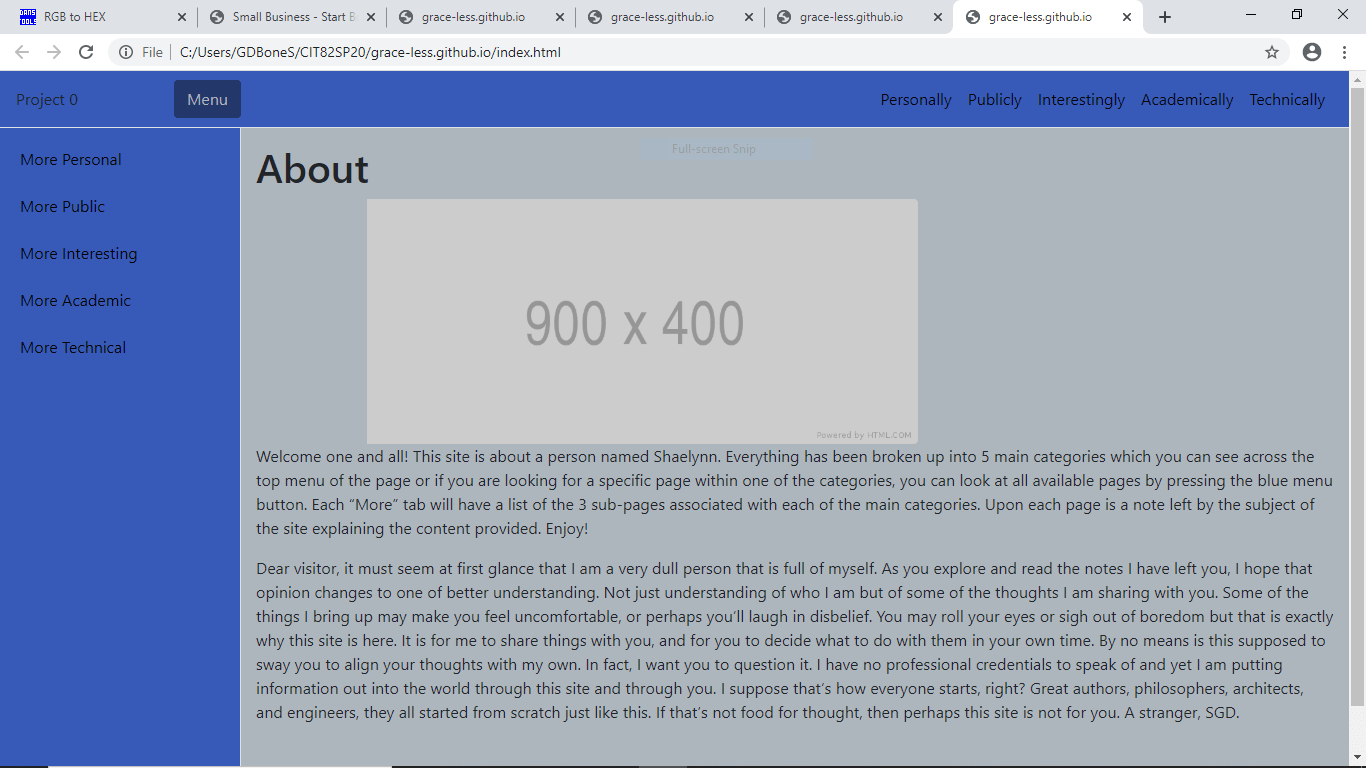 DANS TOOLS
RGB to HEX
Small Business - Start B
grace-less.github.io
grace-less.github.io
grace-less.github.io
grace-less.github.io
File
C:/Users/GDBoneS/CIT82SP20/grace-less.github.io/index.html
Project 0
Menu
Personally Publicly Interestingly Academically Technically
More Personal
More Public
More Interesting
More Academic
More Technical
Full-screen Snip
About
900 x 400
Powered by HTML.COM
Welcome one and all! This site is about a person named Shaelynn. Everything has been broken up into 5 main categories which you can see across the
top menu of the page or if you are looking for a specific page within one of the categories, you can look at all available pages by pressing the blue menu
button. Each “More” tab will have a list of the 3 sub-pages associated with each of the main categories. Upon each page is a note left by the subject of
the site explaining the content provided. Enjoy!
Dear visitor, it must seem at first glance that I am a very dull person that is full of myself. As you explore and read the notes I have left you, I hope that
opinion changes to one of better understanding. Not just understanding of who I am but of some of the thoughts I am sharing with you. Some of the
things I bring up may make you feel uncomfortable, or perhaps you’ll laugh in disbelief. You may roll your eyes or sigh out of boredom but that is exactly
why this site is here. It is for me to share things with you, and for you to decide what to do with them in your own time. By no means is this supposed to
sway you to align your thoughts with my own. In fact, I want you to question it. I have no professional credentials to speak of and yet I am putting
information out into the world through this site and through you. I suppose that’s how everyone starts, right? Great authors, philosophers, architects,
and engineers, they all started from scratch just like this. If that’s not food for thought, then perhaps this site is not for you. A stranger, SGD.